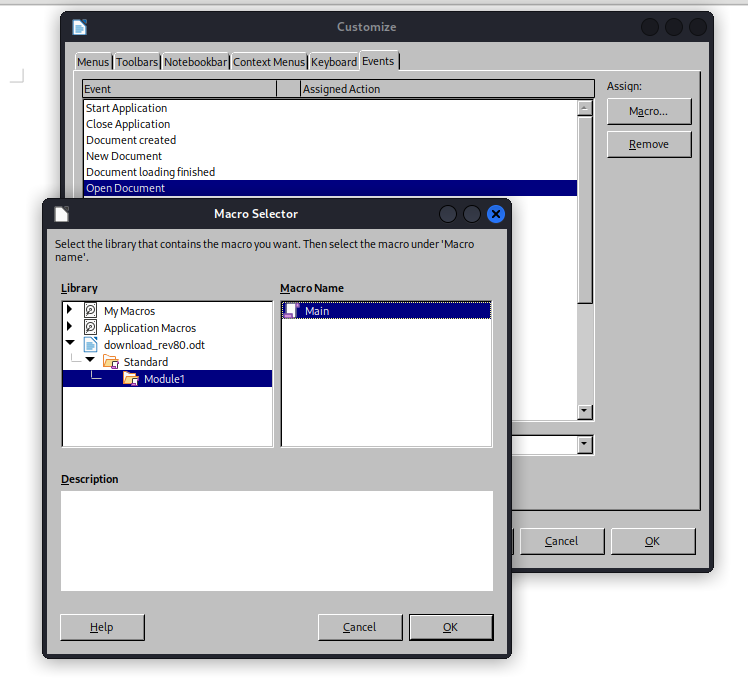 Customize
Menus Toolbars Notebookbar Context Menus Keyboard Events
Event Assigned Action
Assign:
Start Application
Macro...
Close Application
Document created
Remove
New Document
Document loading finished
Open Document
Macro Selector
Select the library that contains the macro you want. Then select the macro under 'Macro
name'.
Library Macro Name
My Macros Main
Application Macros
download_rev80.odt
Standard
Module1
Description
Cancel OK
Help Cancel OK